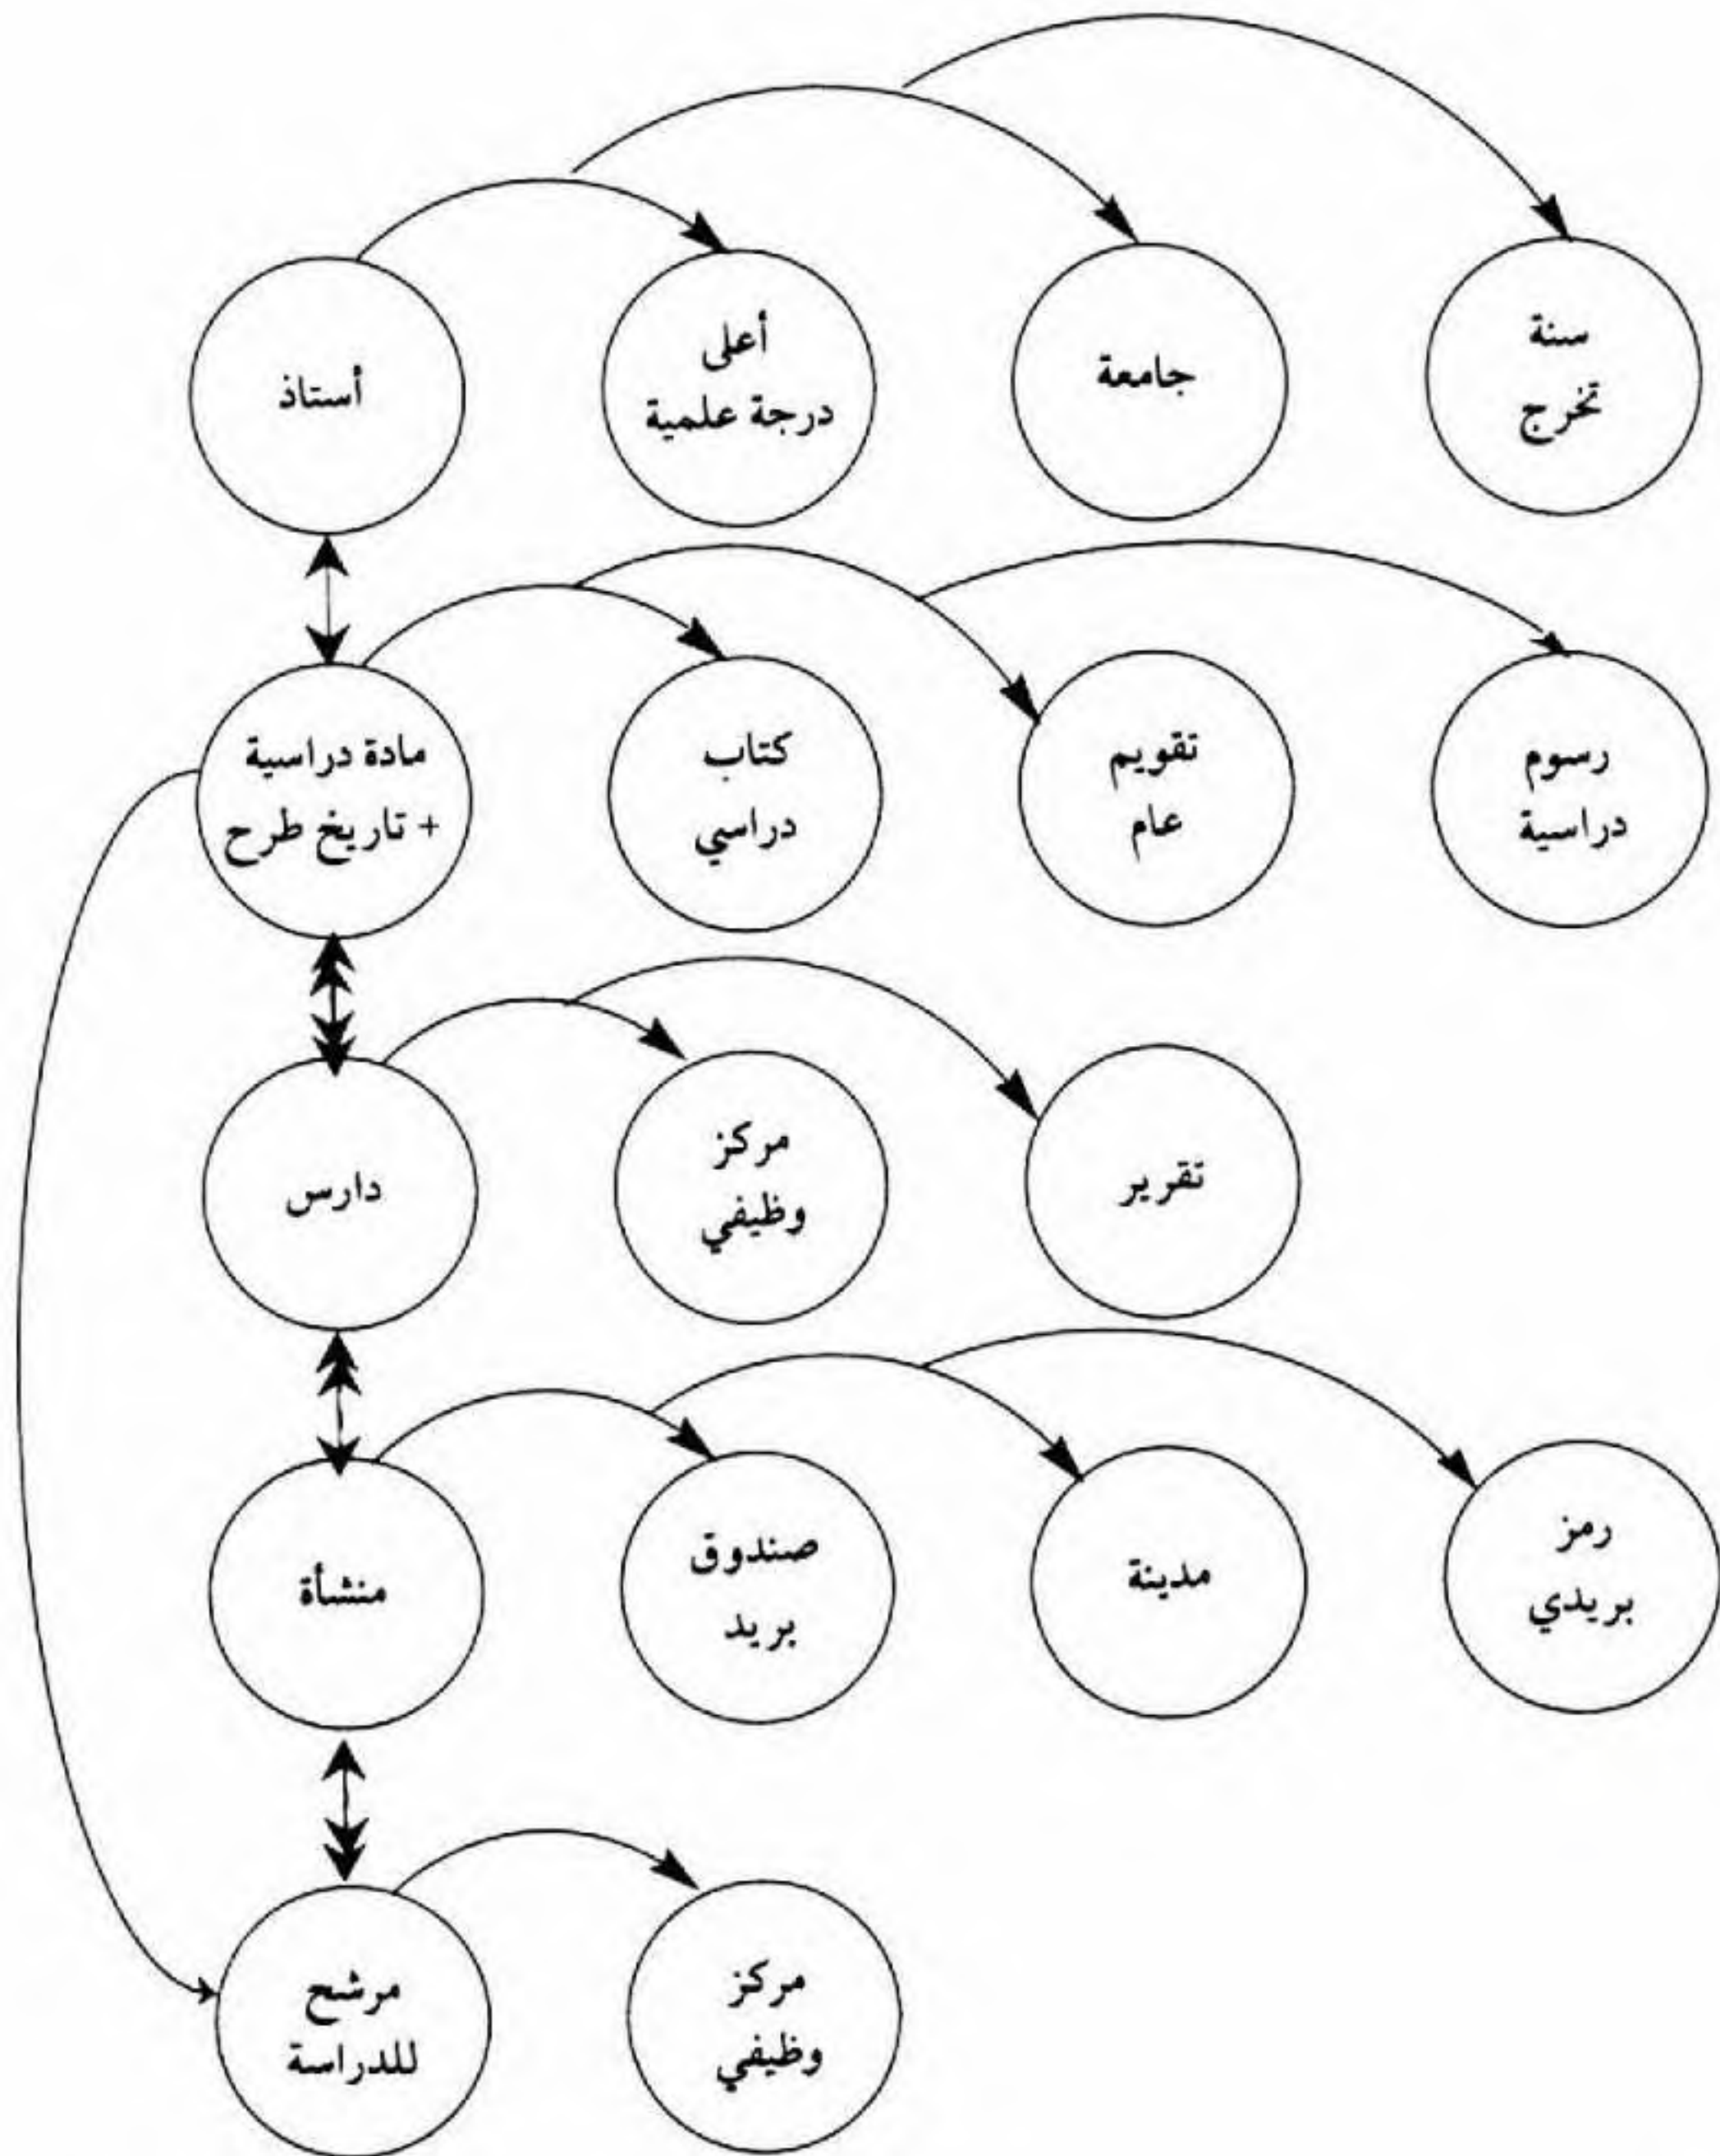 سنة
تخرج
جامعة
أعلى
درجة علمية
أستاذ
رسوم
دراسية
تقويم
عام
كتاب
دراسي
مادة دراسية
+ تاريخ طرح
تقرير
مركز
وظيفي
دارس
رمز
بريدي
مدينة
صندوق
بريد
منشأة
مركز
وظيفي
مرشح
للدراسة